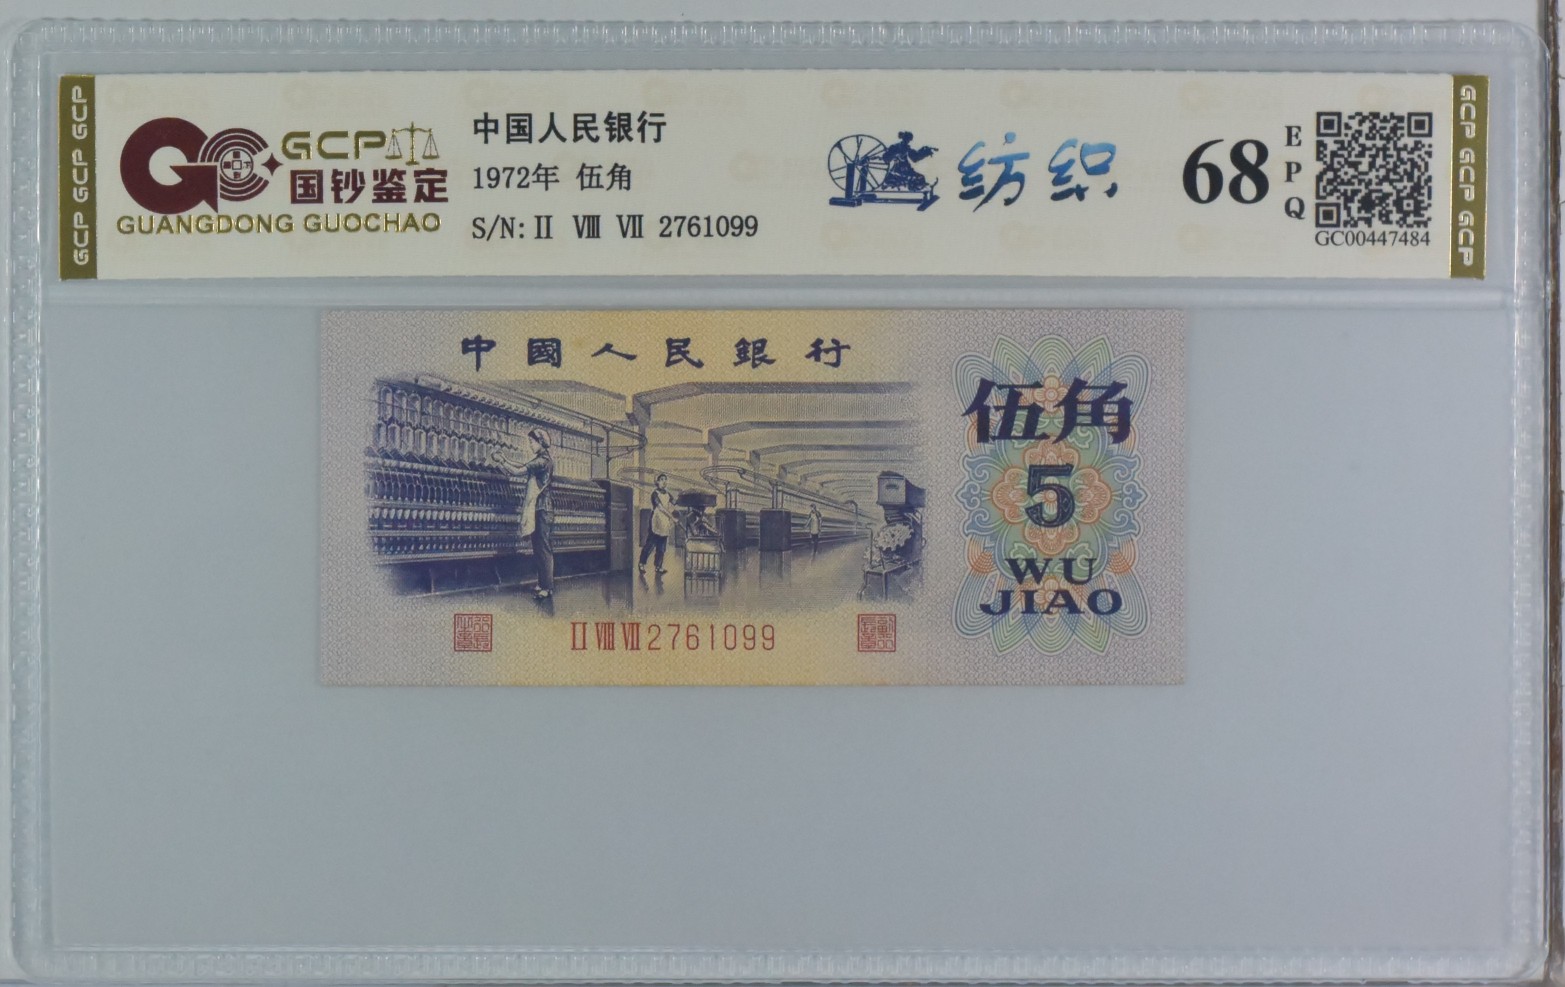 GCP GCP GCP
GCP
国钞鉴定
GUANGDONG GUOCHAO
中国人民银行
1972年 伍角
S/N: II VIII VII 2761099
纺织
68
EPQ
GC00447484
GCP GCP GCP
中國人民銀行
伍角
5
WU
JIAO
II VIII VII 2761099